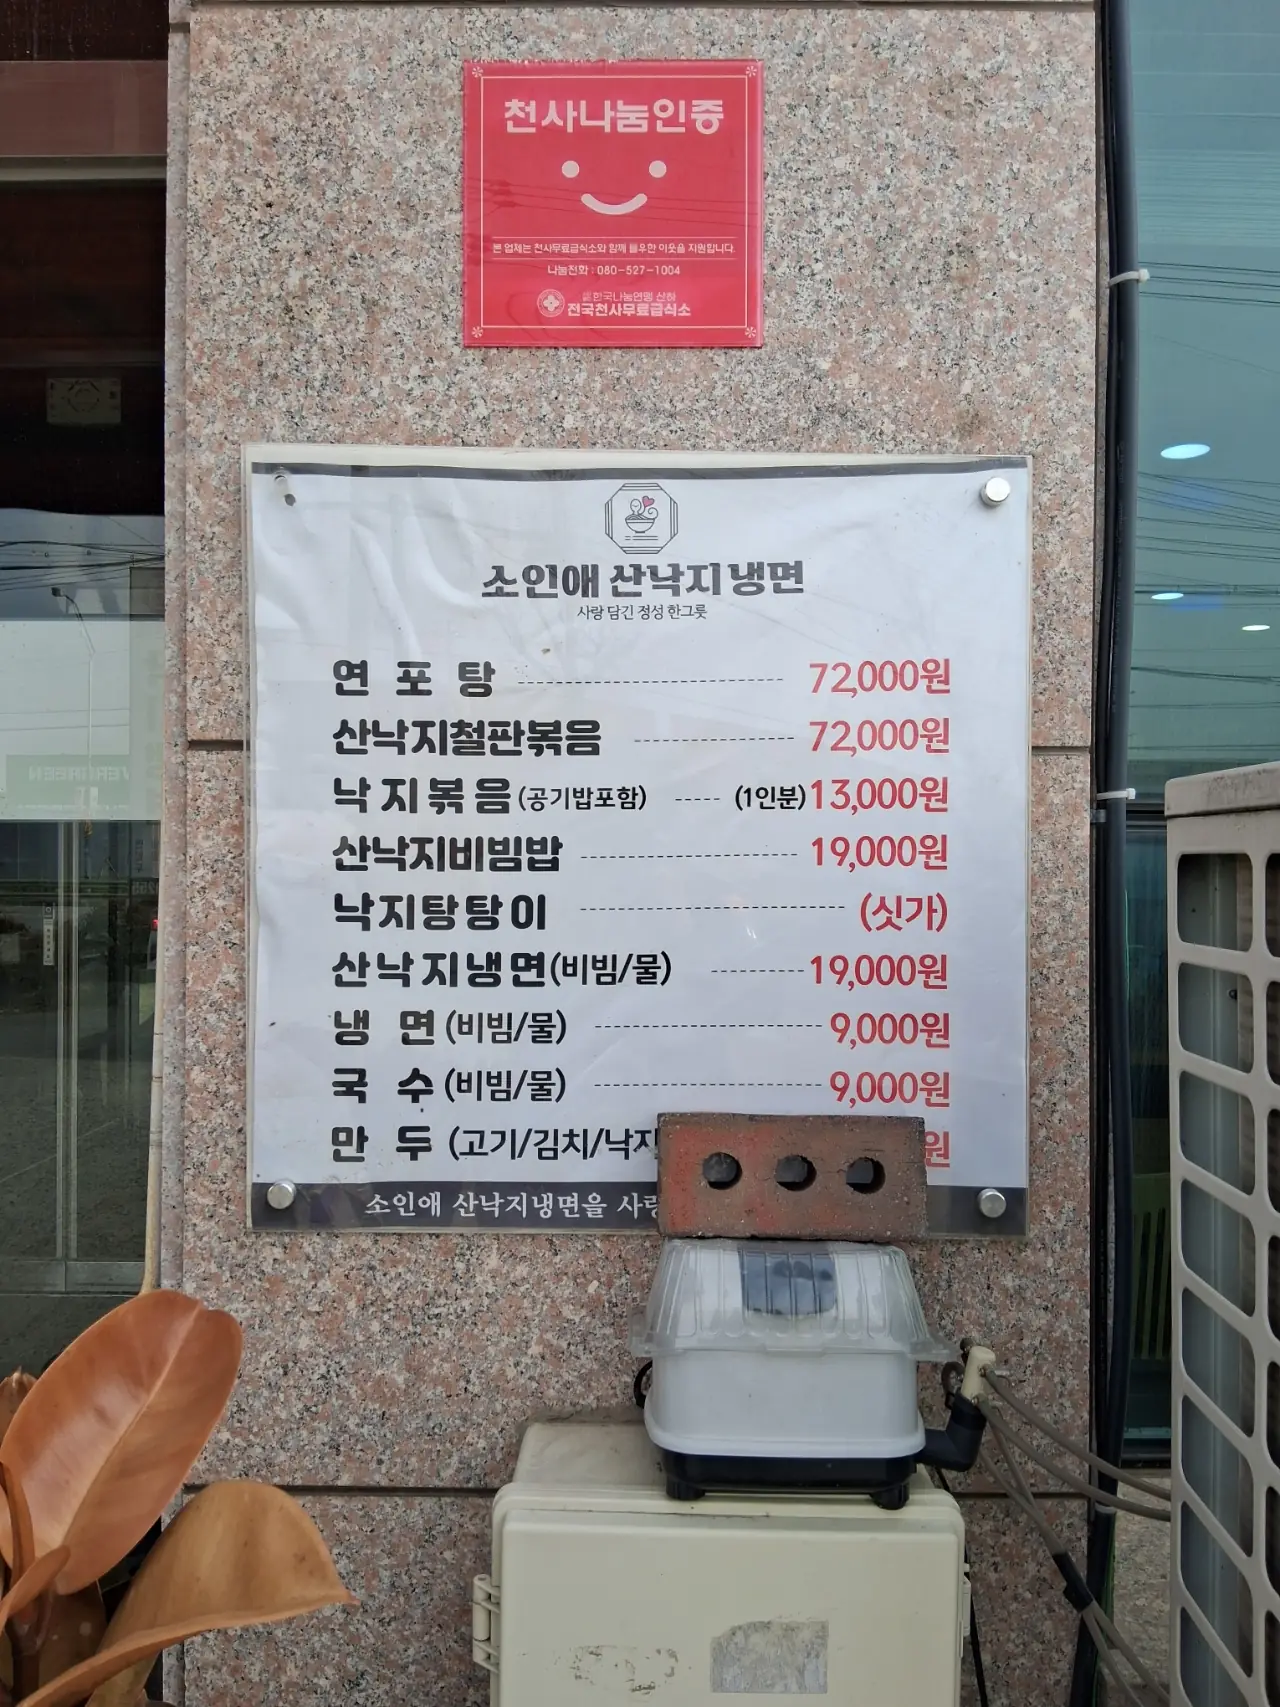 천사나눔인증
본 업체는 천사무료급식소와 함께 불우한 이웃을 지원합니다.
나눔전화 : 080-527-1004
한국나눔연맹 산하
전국천사무료급식소
소인애 산낙지냉면
사랑 담긴 정성 한그릇
연 포 탕 72,000원
산낙지철판볶음 72,000원
낙지볶음(공기밥포함) ----- (1인분)13,000원
산낙지비빔밥 19,000원
낙지탕탕이 (싯가)
산낙지냉면(비빔/물) 19,000원
냉 면 (비빔/물) 9,000원
국 수 (비빔/물) 9,000원
만 두 (고기/김치/낙지 원
소인애 산낙지냉면을